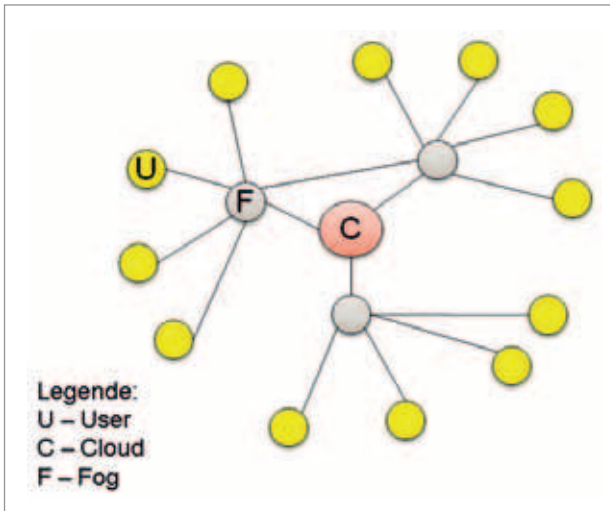 U
F
C
Legende:
U – User
C – Cloud
F – Fog